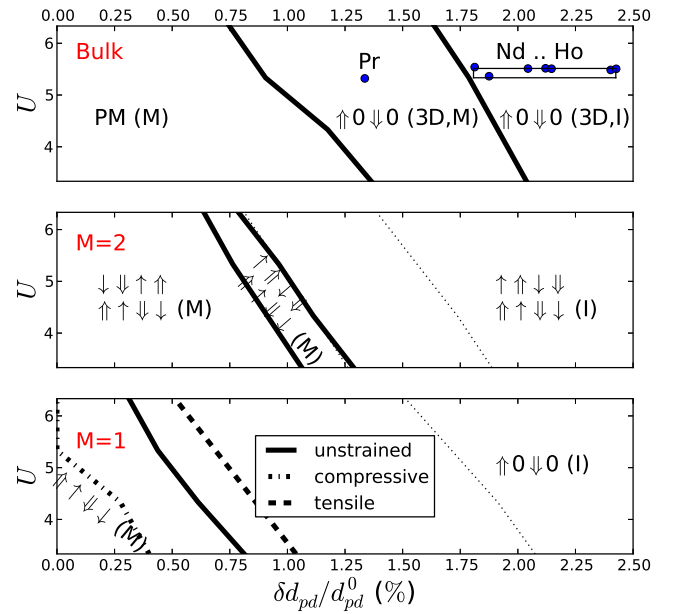 0.00 0.25 0.50 0.75 1.00 1.25 1.50 1.75 2.00 2.25 2.50
Bulk
Pr
Nd .. Ho
PM (M)
⇑0⇓0 (3D,M)
⇑0⇓0 (3D,I)
U
6
5
4
M=2
↓⇓↑⇑
⇑↑⇓↓ (M)
(M)
↑⇑↓⇓
⇑↑⇓↓ (I)
U
6
5
4
M=1
(M)
unstrained
compressive
tensile
⇑0⇓0 (I)
U
6
5
4
0.00 0.25 0.50 0.75 1.00 1.25 1.50 1.75 2.00 2.25 2.50
δd_pd/d⁰_pd (%)